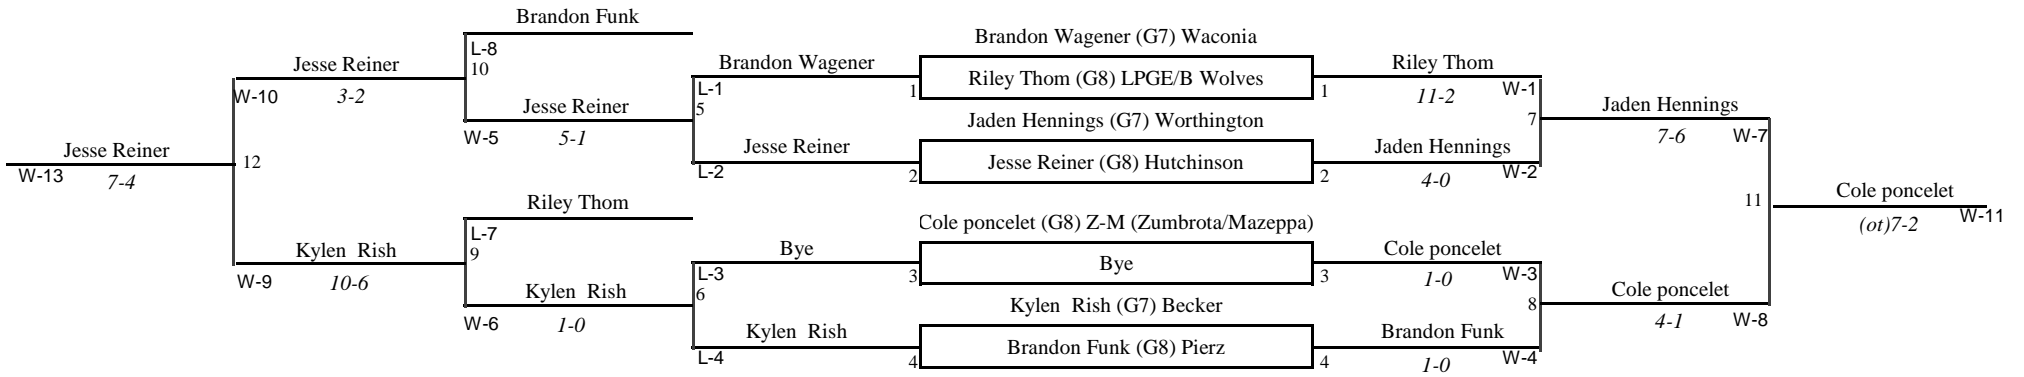 Brandon Funk
L-8
10
Jesse Reiner
W-10
3-2
Jesse Reiner
W-5
5-1
Jesse Reiner
W-13
7-4
12
Riley Thom
L-7
9
Kylen Rish
W-9
10-6
Kylen Rish
W-6
1-0
Brandon Wagener
L-1
5
1
Jesse Reiner
L-2
2
Bye
L-3
6
3
Kylen Rish
L-4
4
Brandon Wagener (G7) Waconia
Riley Thom (G8) LPGE/B Wolves
Jaden Hennings (G7) Worthington
Jesse Reiner (G8) Hutchinson
Cole poncelet (G8) Z-M (Zumbrota/Mazeppa)
Bye
Kylen Rish (G7) Becker
Brandon Funk (G8) Pierz
Riley Thom
1
11-2
W-1
7
Jaden Hennings
2
4-0
W-2
Cole poncelet
3
1-0
W-3
8
Brandon Funk
4
1-0
W-4
Jaden Hennings
7-6
W-7
11
Cole poncelet
4-1
W-8
Cole poncelet
(ot)7-2
W-11